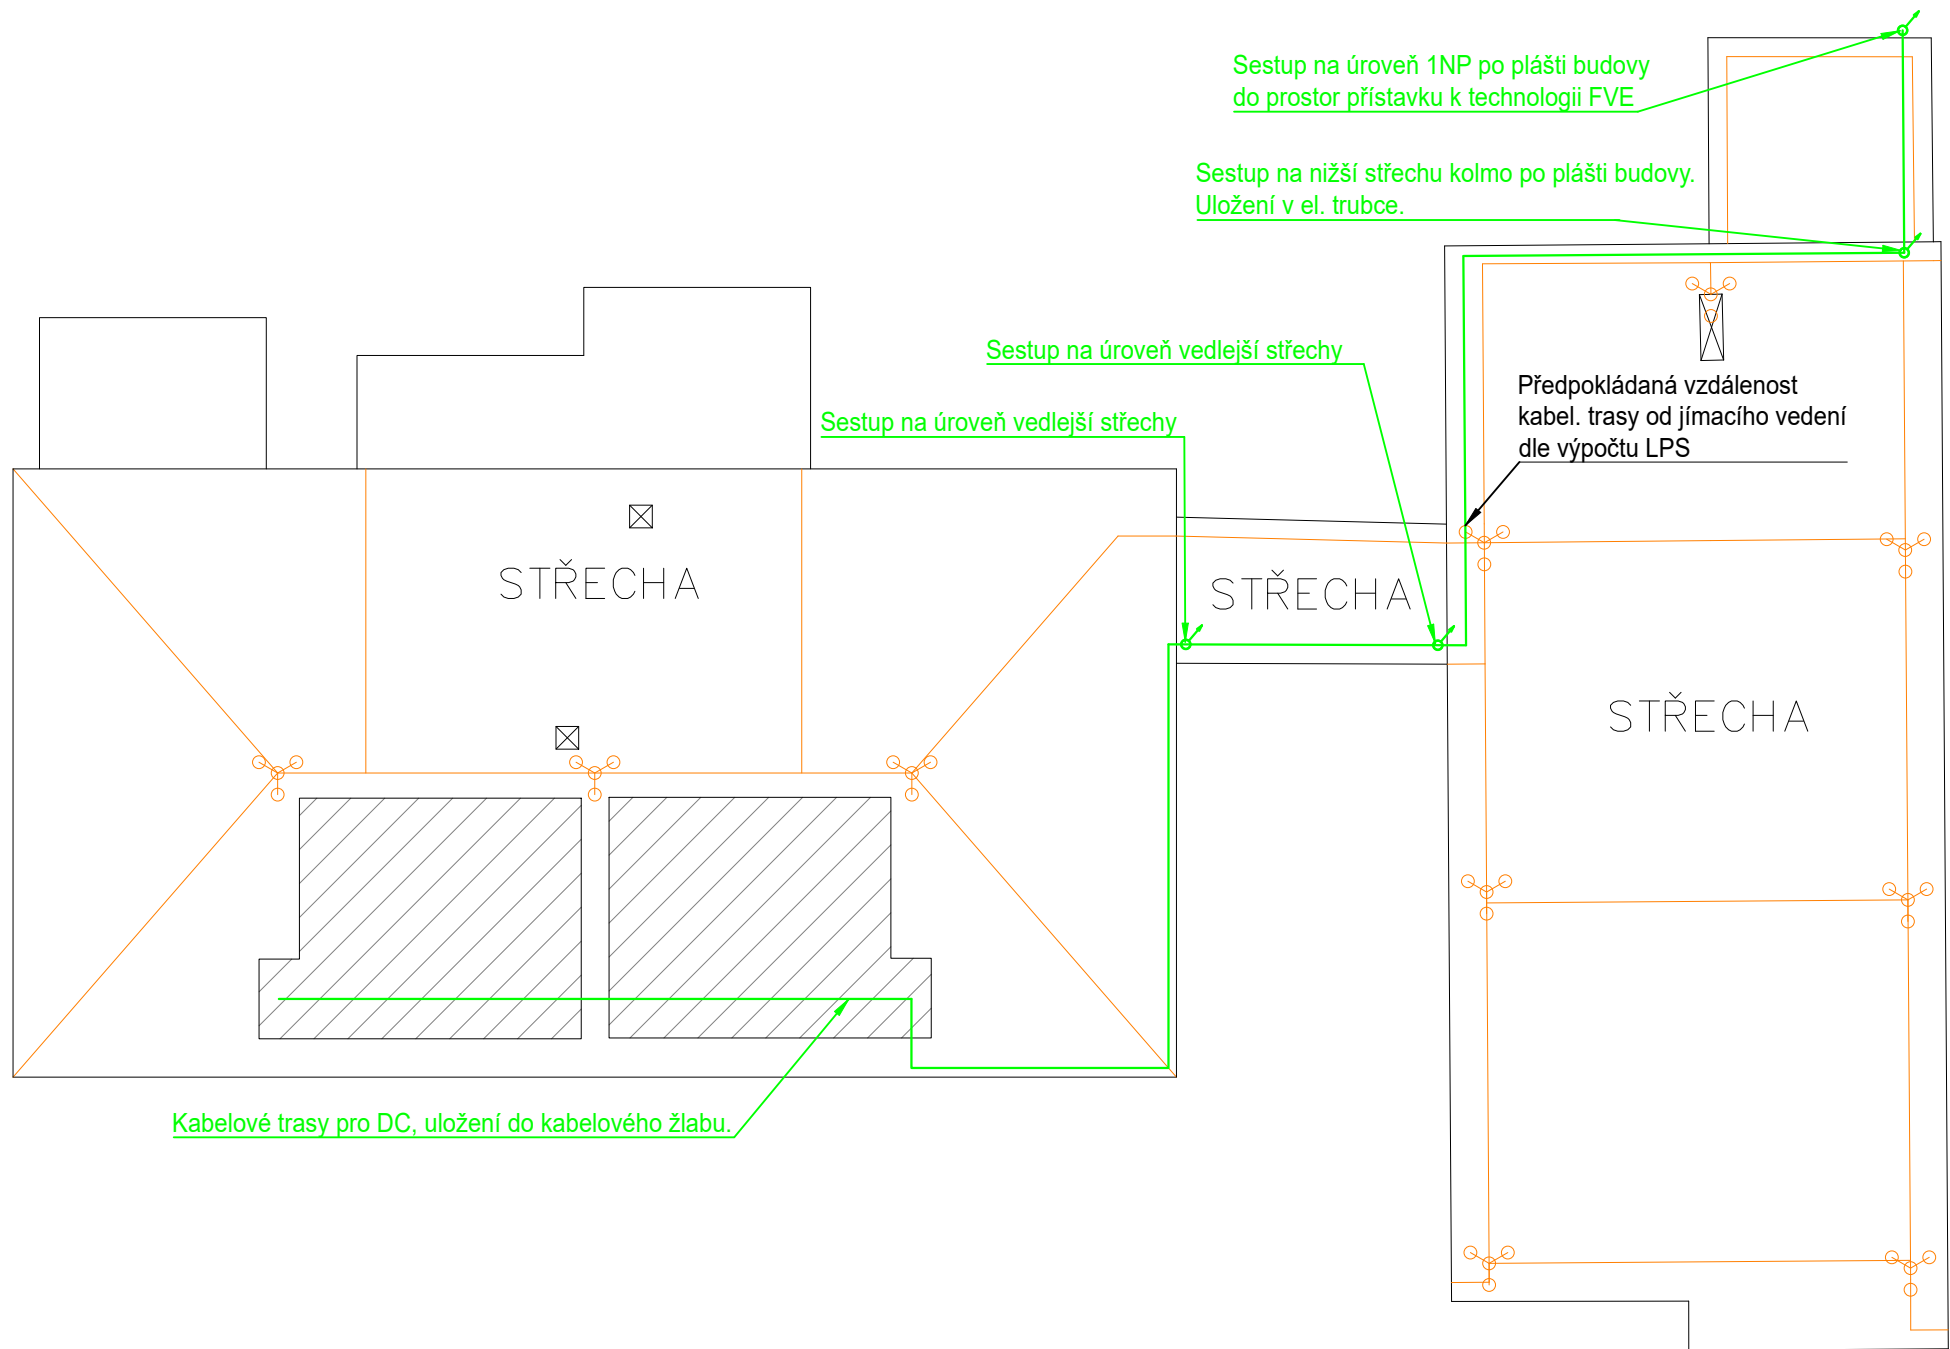 Sestup na úroveň 1NP po plášti budovy
do prostor přístavku k technologii FVE
Sestup na nižší střechu kolmo po plášti budovy.
Uložení v el. trubce.
Sestup na úroveň vedlejší střechy
Předpokládaná vzdálenost
kabel. trasy od jímacího vedení
dle výpočtu LPS
Sestup na úroveň vedlejší střechy
STŘECHA
STŘECHA
STŘECHA
Kabelové trasy pro DC, uložení do kabelového žlabu.